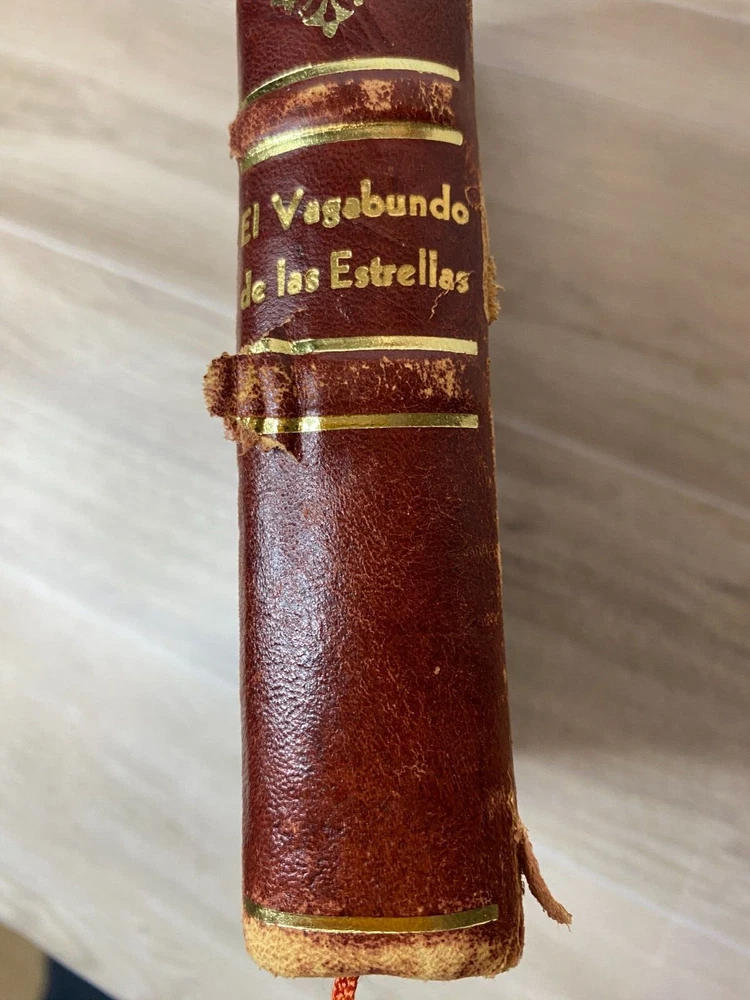 El Vagabundo
de las Estrellas